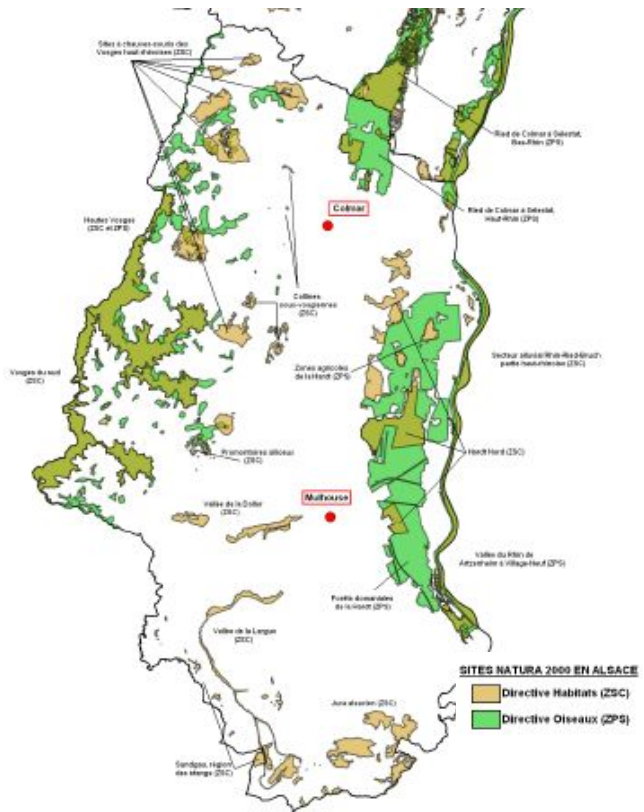 Sites à chauves-souris des
Vosges haut-rhinoises (ZSC)
Ried de Colmar à Sélestat,
Bas-Rhin (ZPS)
Ried de Colmar à Sélestat,
Haut-Rhin (ZPS)
Colmar
Hautes Vosges
(ZSC et ZPS)
Collines
sous-vosgiennes
(ZSC)
Secteur alluvial Rhin-Ried-Bruch
partie haut-rhinoise (ZSC)
Zones agricoles
de la Hardt (ZPS)
Vosges du sud
(ZSC)
Promontoires siliceux
(ZSC)
Hardt Nord (ZSC)
Mulhouse
Vallée de la Doller
(ZSC)
Vallée du Rhin de
Artzenheim à Village-Neuf (ZPS)
Forêts domaniales
de la Hardt (ZPS)
Vallée de la Largue
(ZSC)
SITES NATURA 2000 EN ALSACE
Directive Habitats (ZSC)
Directive Oiseaux (ZPS)
Jura alsacien (ZSC)
Sundgau, région
des étangs (ZSC)